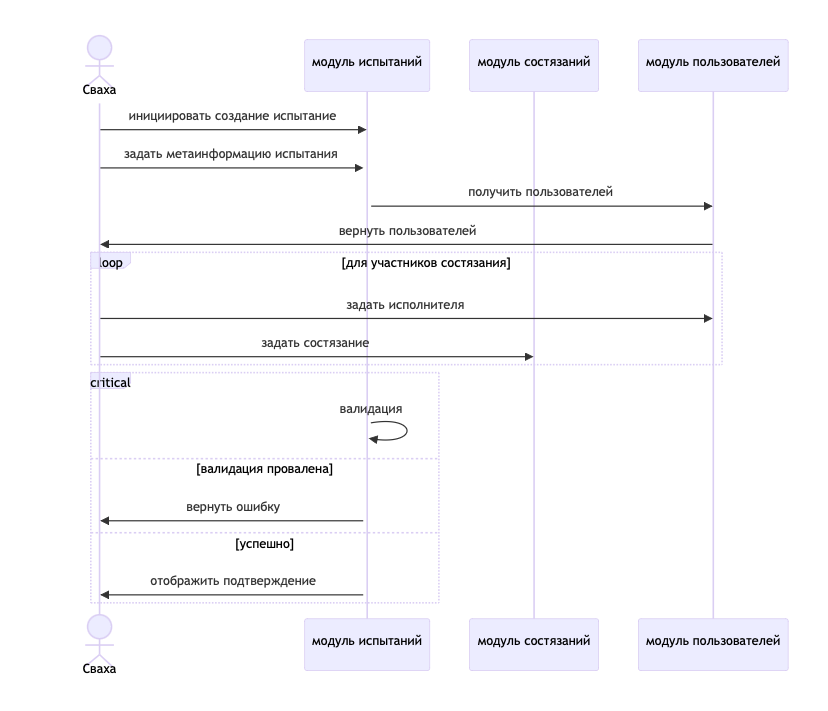 Сваха
модуль испытаний
модуль состязаний
модуль пользователей
инициировать создание испытание
задать метаинформацию испытания
получить пользователей
вернуть пользователей
loop
[для участников состязания]
задать исполнителя
задать состязание
critical
валидация
[валидация провалена]
вернуть ошибку
[успешно]
отобразить подтверждение
Сваха
модуль испытаний
модуль состязаний
модуль пользователей